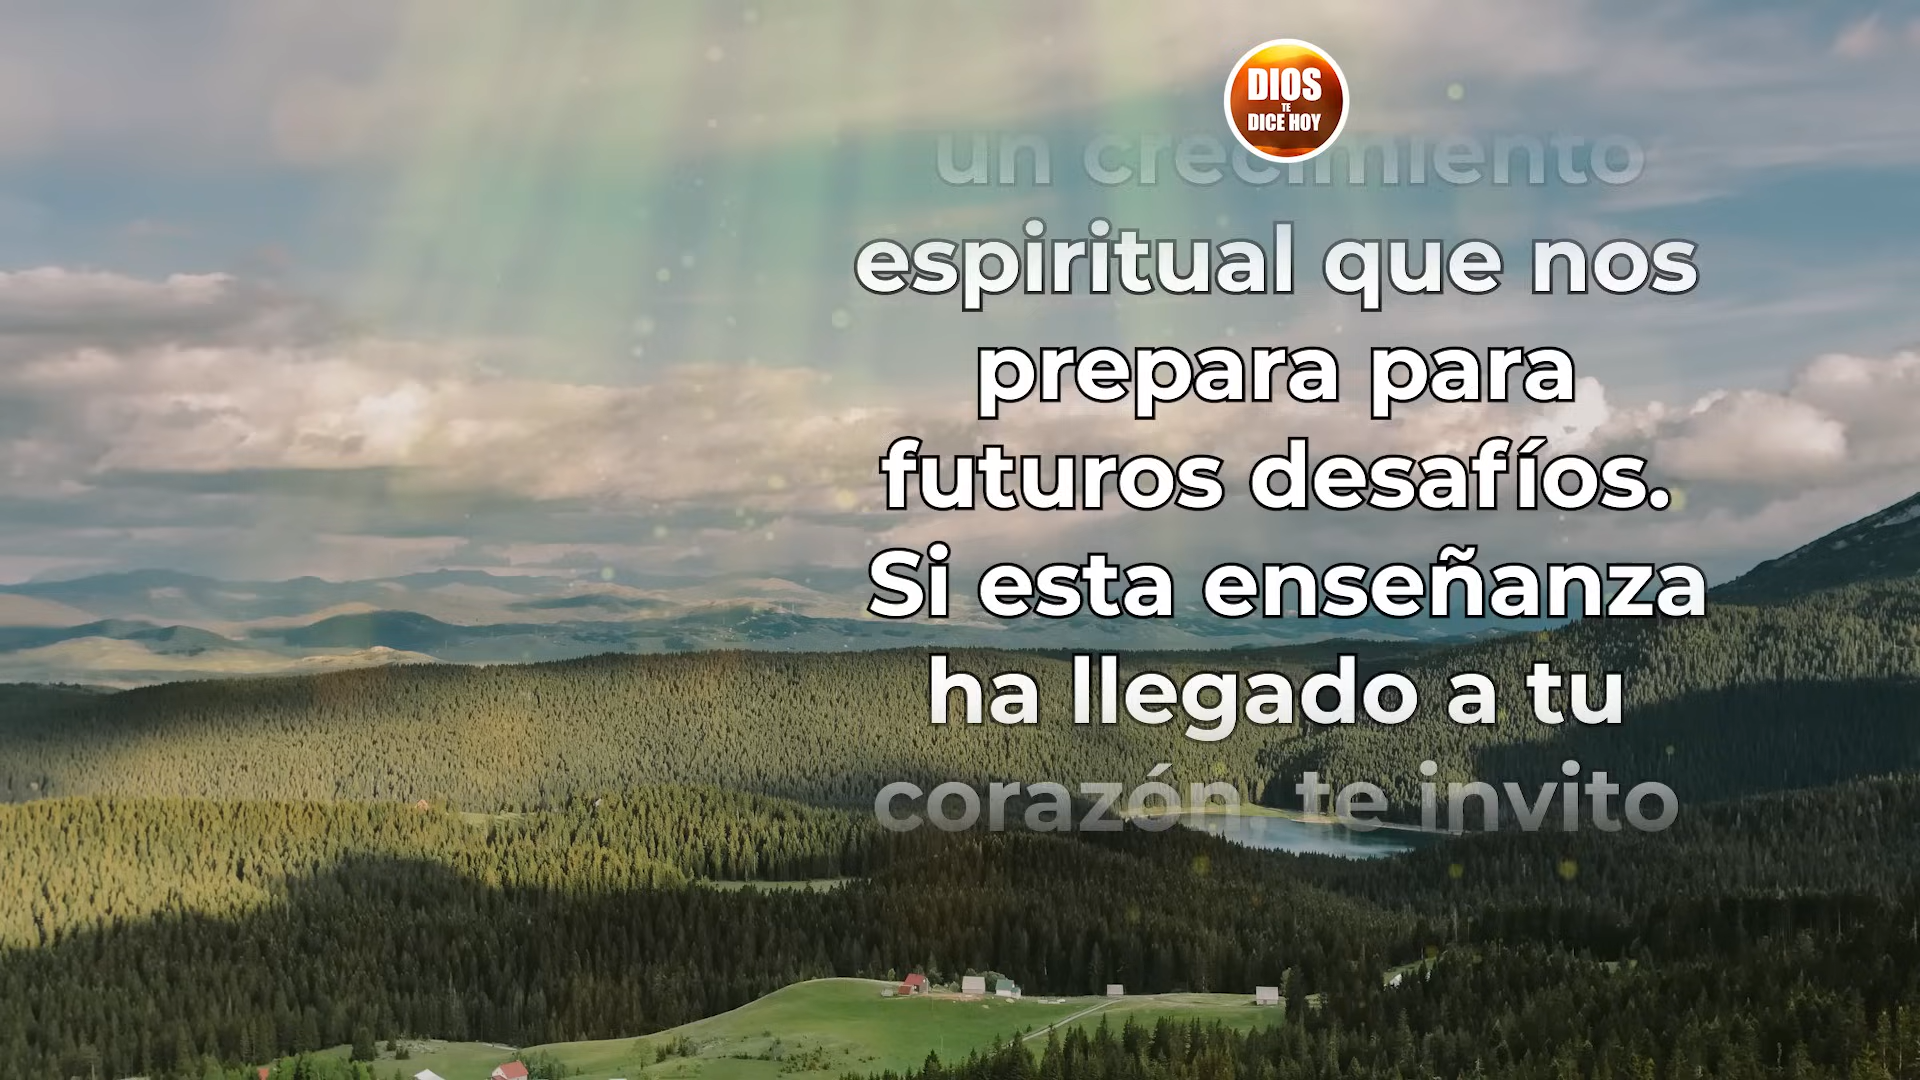 DIOS
TE
DICE HOY
un crecimiento
espiritual que nos
prepara para
futuros desafíos.
Si esta enseñanza
ha llegado a tu
corazón, te invito